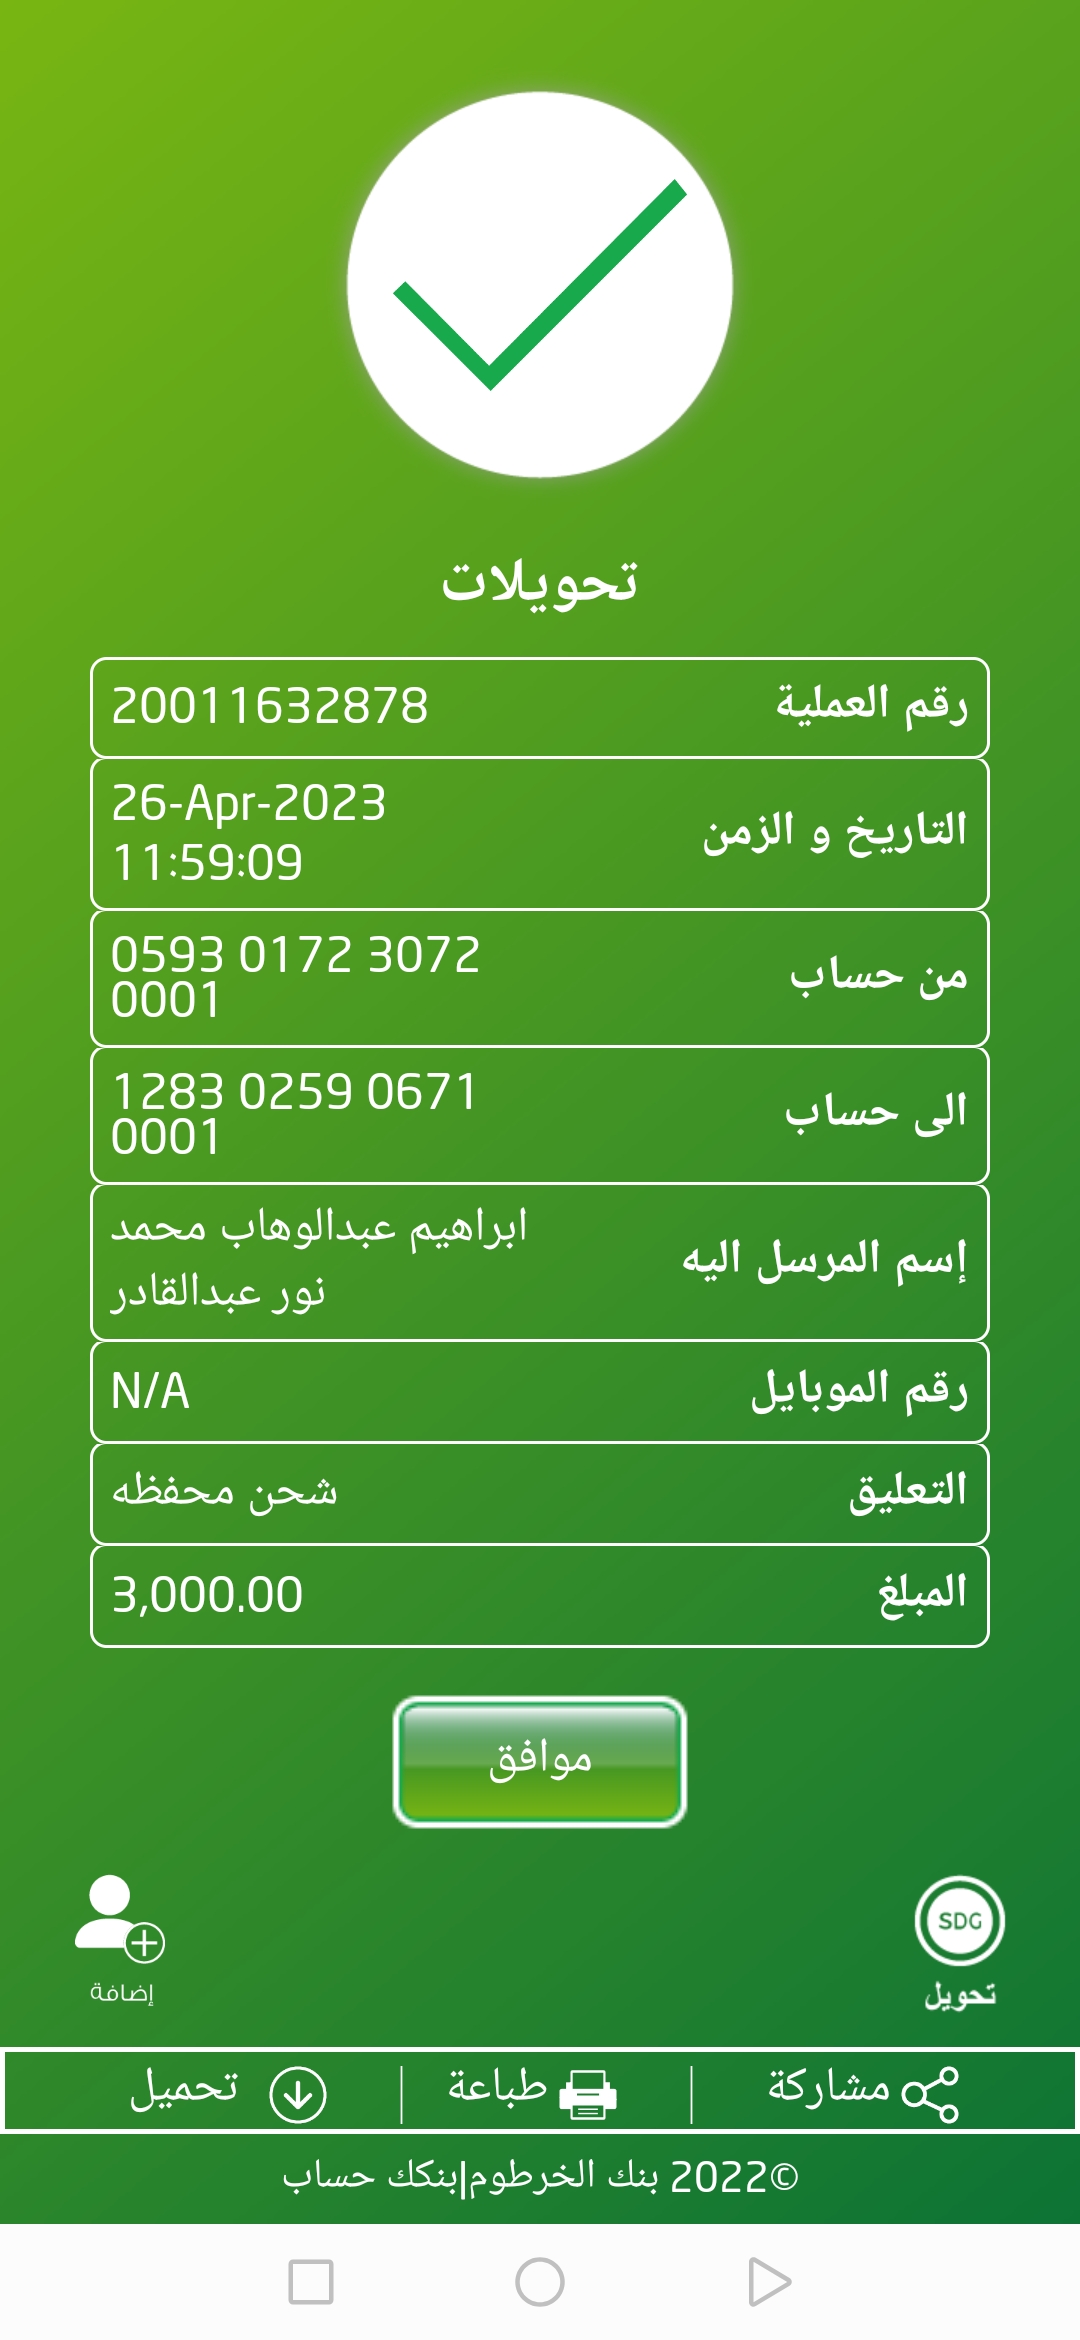 تحويلات
رقم العملية 20011632878
التاريخ و الزمن 26-Apr-2023
11:59:09
من حساب 0593 0172 3072
0001
الى حساب 1283 0259 0671
0001
إسم المرسل اليه ابراهيم عبدالوهاب محمد
نور عبدالقادر
رقم الموبايل N/A
التعليق شحن محفظه
المبلغ 3,000.00
موافق
SDG
تحويل
إضافة
مشاركة
طباعة
تحميل
©2022 بنك الخرطوم|بنكك حساب